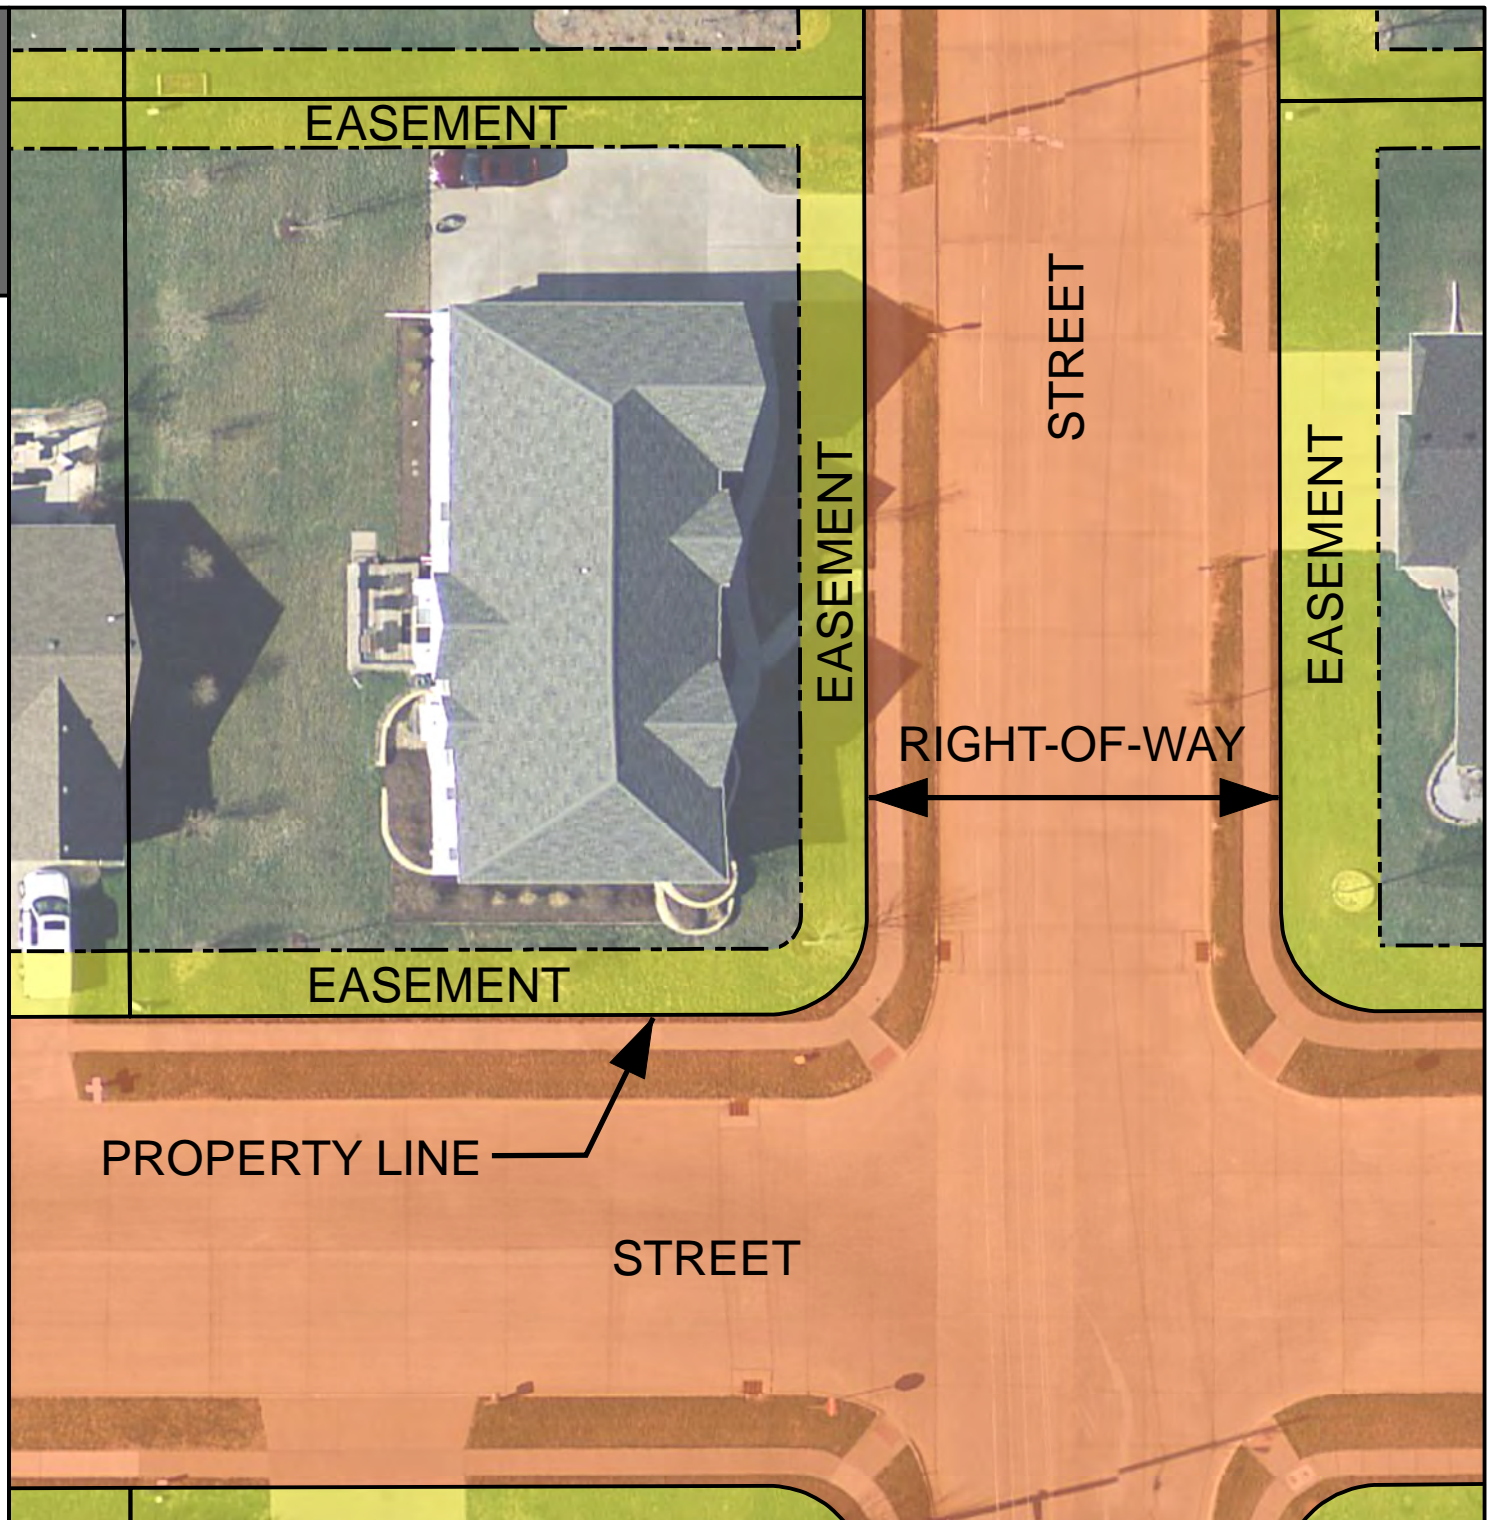 EASEMENT
STREET
EASEMENT
EASEMENT
RIGHT-OF-WAY
EASEMENT
PROPERTY LINE
STREET